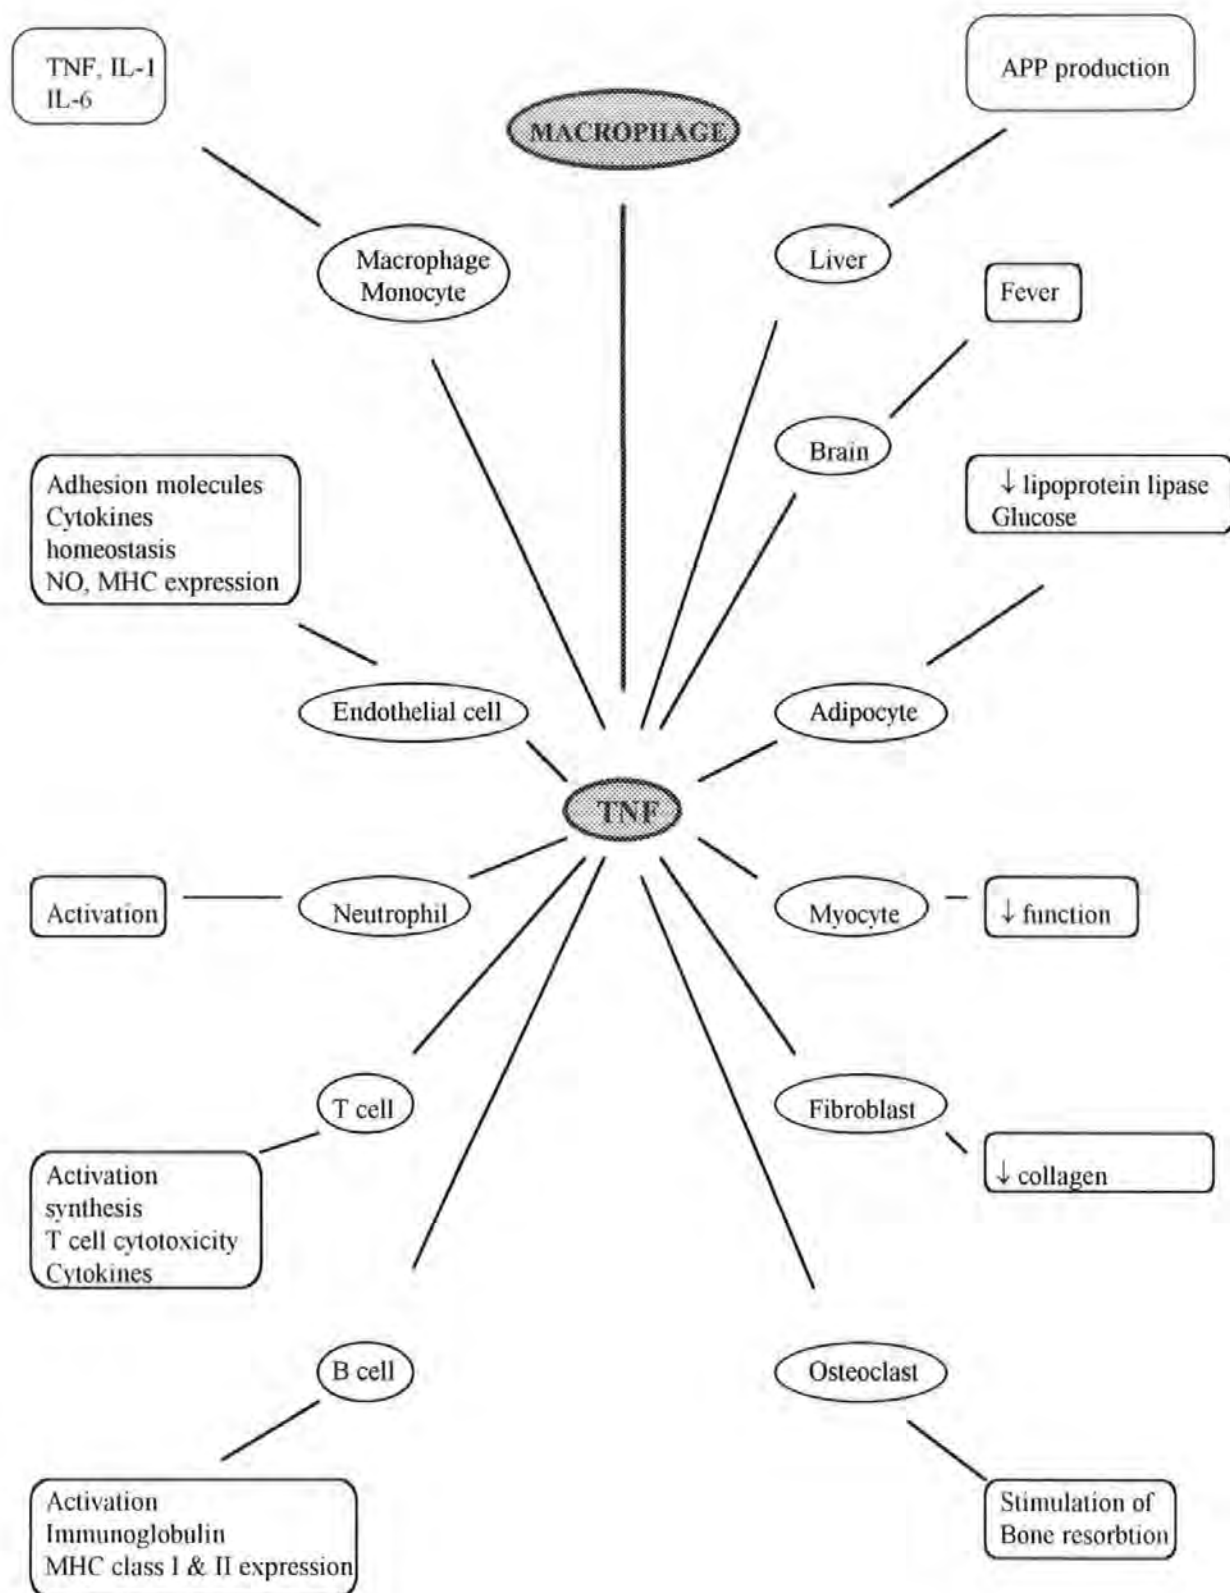 TNF, IL-1
IL-6
APP production
MACROPHAGE
Macrophage
Monocyte
Liver
Fever
Brain
Adhesion molecules
Cytokines
homeostasis
NO, MHC expression
↓ lipoprotein lipase
Glucose
Endothelial cell
Adipocyte
TNF
Activation
Neutrophil
Myocyte
↓ function
T cell
Fibroblast
Activation
synthesis
T cell cytotoxicity
Cytokines
↓ collagen
B cell
Osteoclast
Activation
Immunoglobulin
MHC class I & II expression
Stimulation of
Bone resorbtion